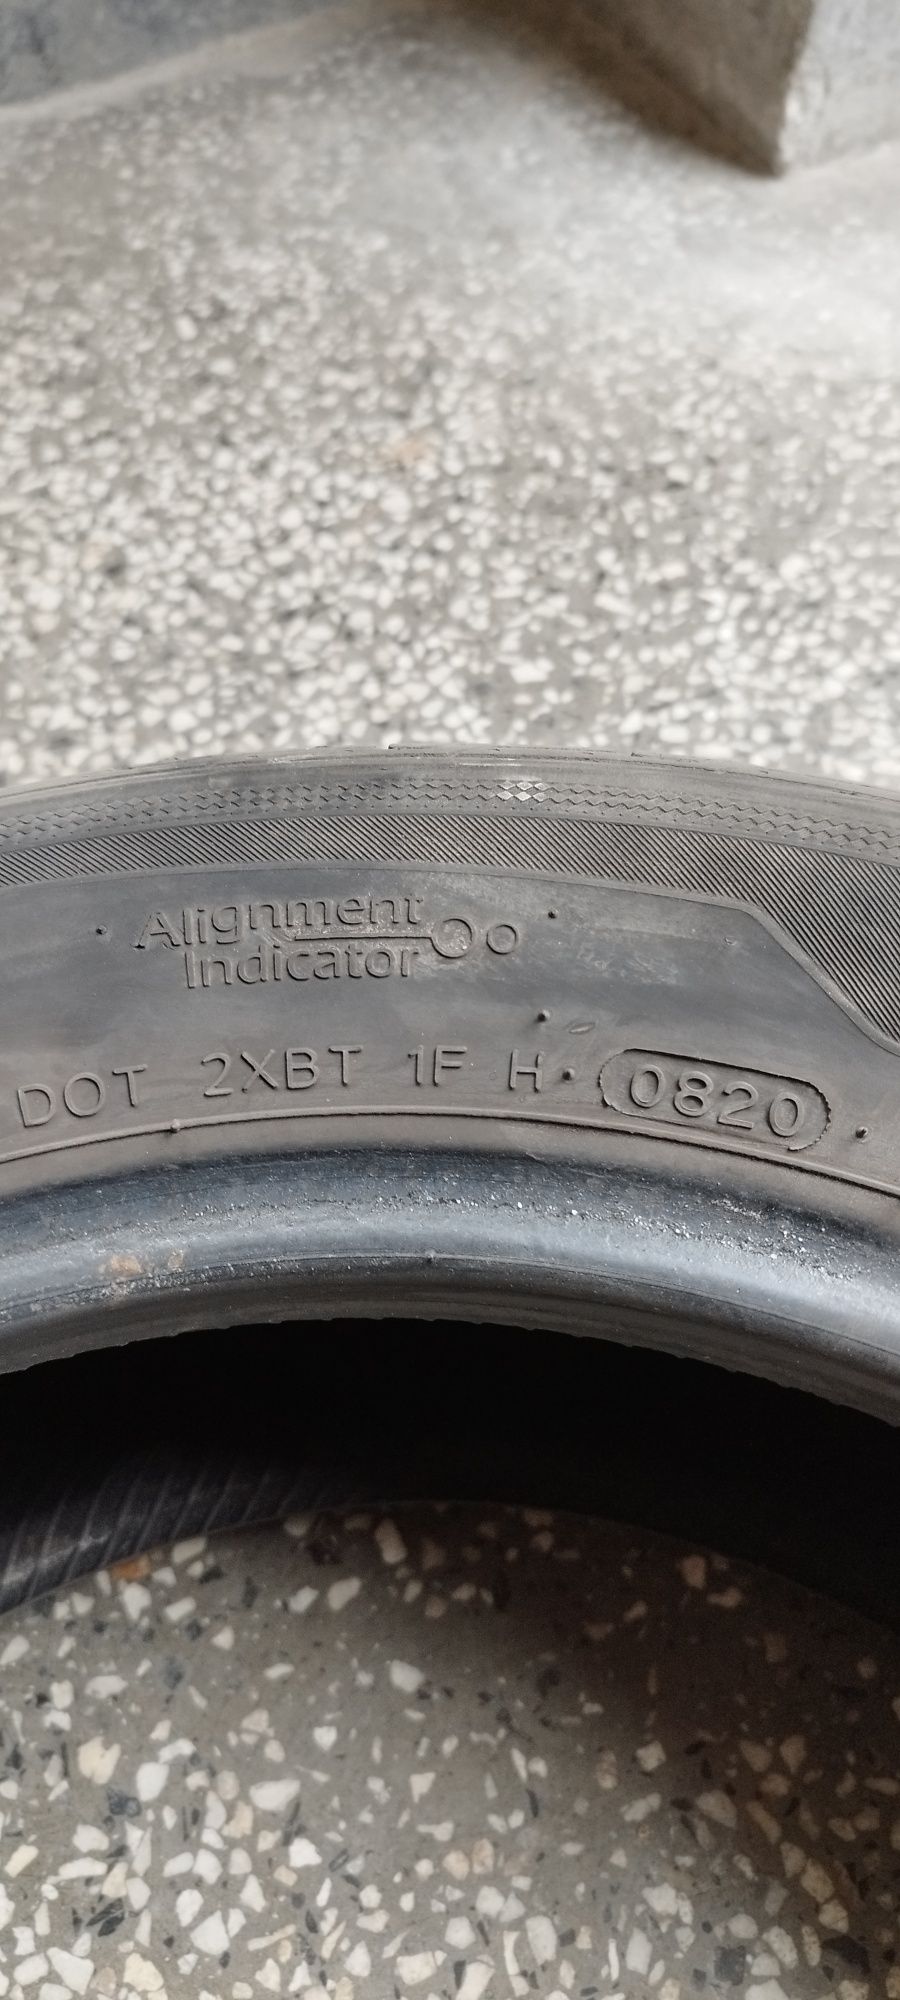 Alignment
Indicator
DOT 2XBT 1F H 0820